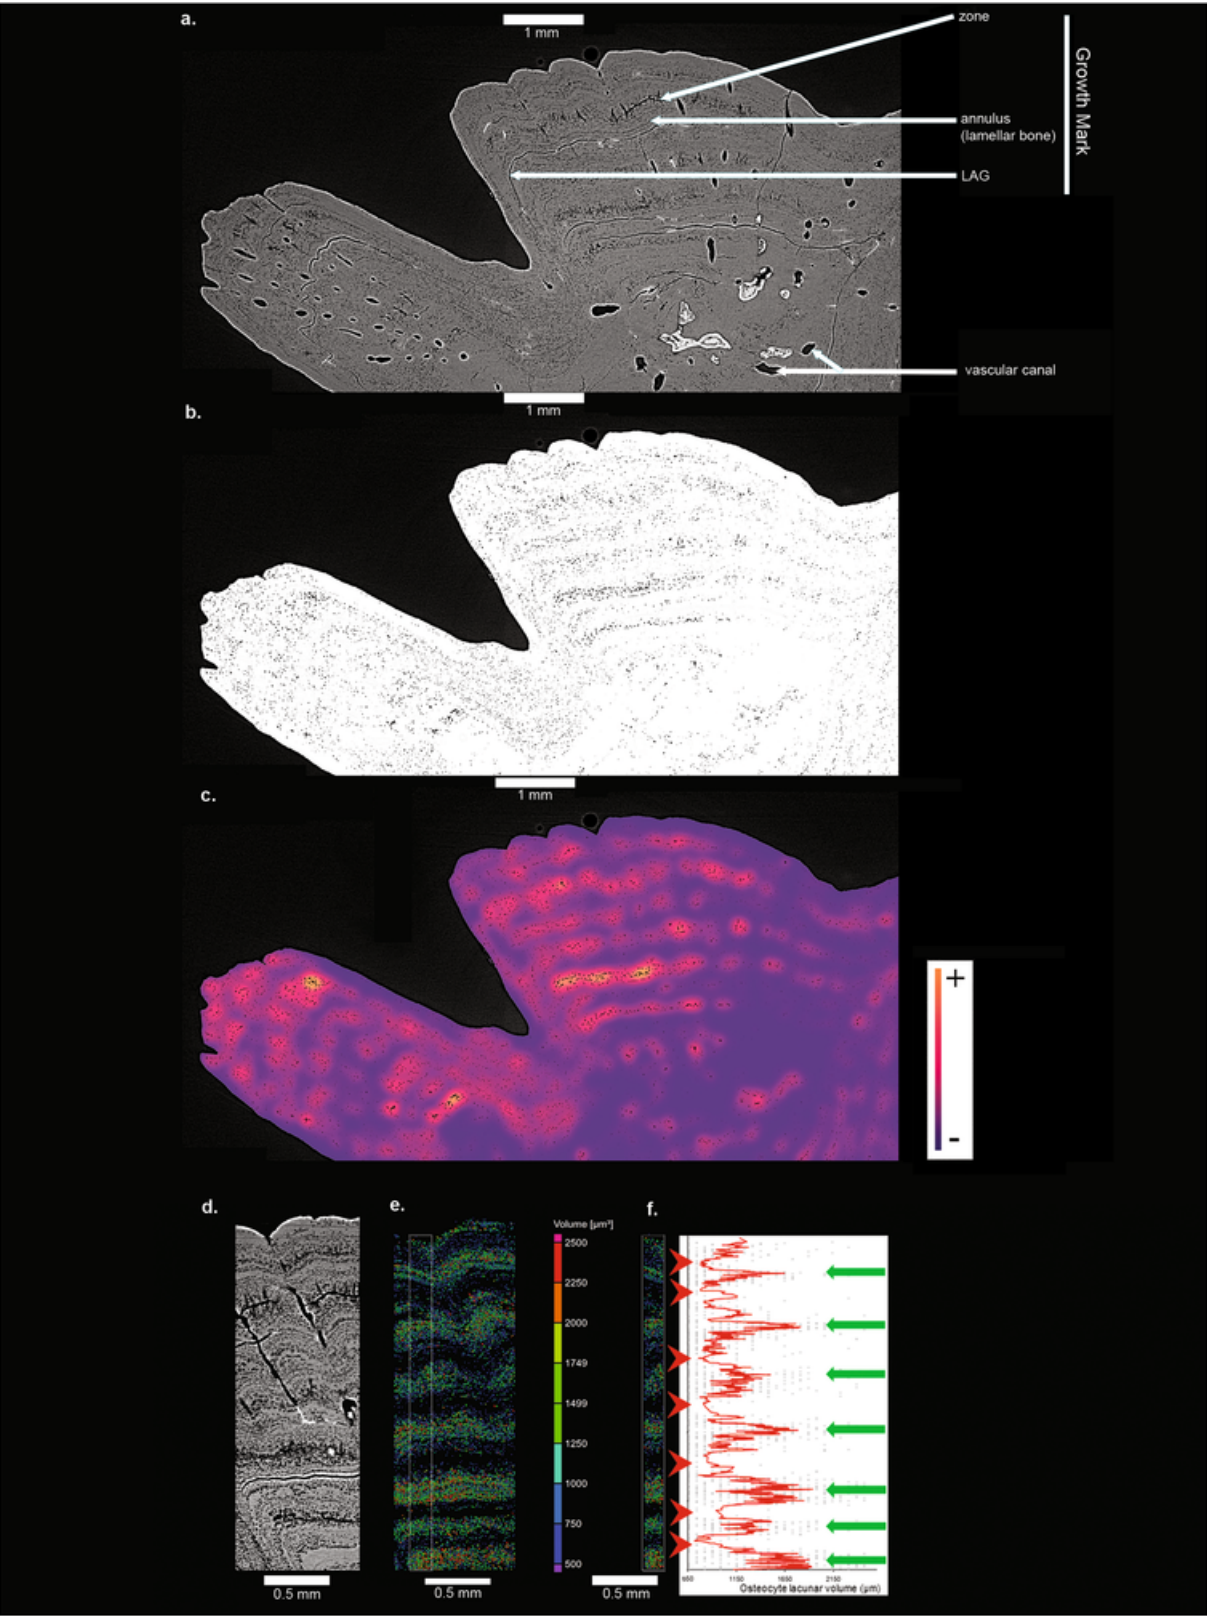 a.
1 mm
zone
annulus
(lamellar bone)
LAG
Growth Mark
vascular canal
b.
1 mm
c.
1 mm
+
-
d.
0.5 mm
e.
0.5 mm
Volume [µm³]
2500
2250
2000
1749
1499
1250
1000
750
500
f.
0.5 mm
650 1150 1650 2150
Osteocyte lacunar volume (µm)